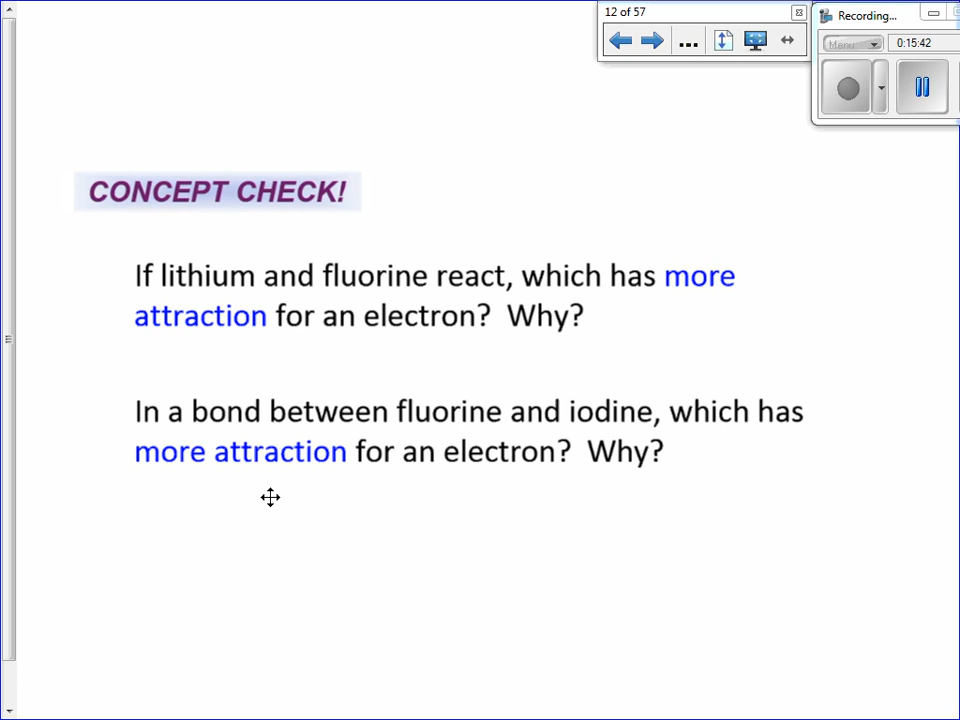 12 of 57
Recording...
Menu
0:15:42
CONCEPT CHECK!
If lithium and fluorine react, which has more
attraction for an electron?  Why?
In a bond between fluorine and iodine, which has
more attraction for an electron?  Why?